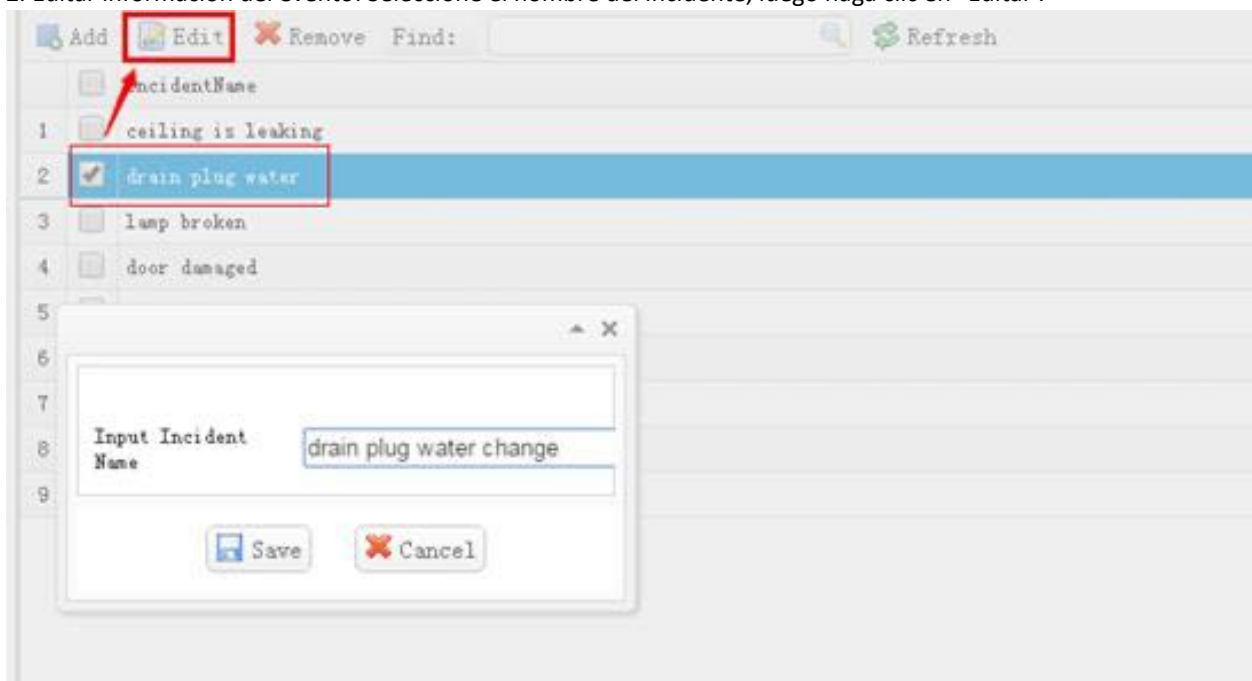 2. Editar información del evento: Seleccione el nombre del incidente, luego haga clic en "Editar".
Add Edit Remove Find: Refresh
IncidentName
1 ceiling is leaking
2 drain plug water
3 lamp broken
4 door damaged
5
6
7
8
9
Input Incident
Name
drain plug water change
Save Cancel